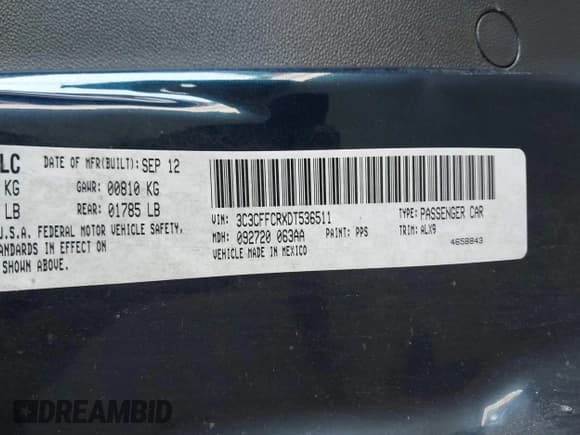 LC DATE OF MFR(BUILT): SEP 12
KG GAWR: 00810 KG
LB REAR: 01785 LB
U.S.A. FEDERAL MOTOR VEHICLE SAFETY,
STANDARDS IN EFFECT ON
SHOWN ABOVE.
VIN: 3C3CFFCRXDT536511 TYPE: PASSENGER CAR
MDH: 092720 063AA PAINT: PPS TRIM: ALX9
VEHICLE MADE IN MEXICO 4658843
DREAMBID